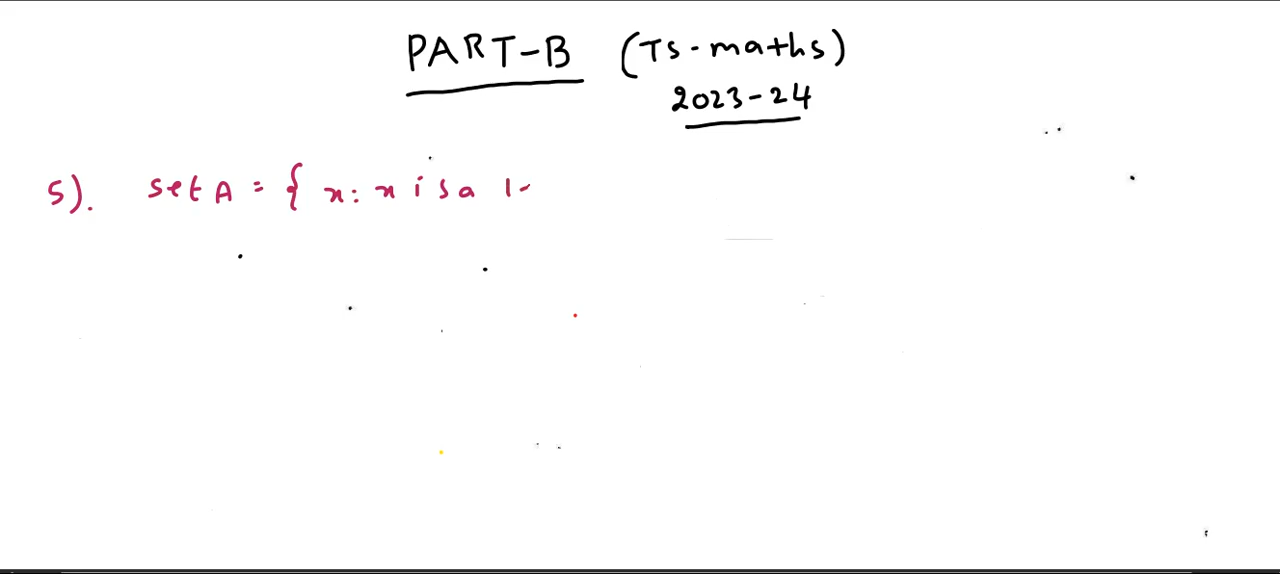 PART-B (TS-maths)
2023-24
5). set A = { x: x is a